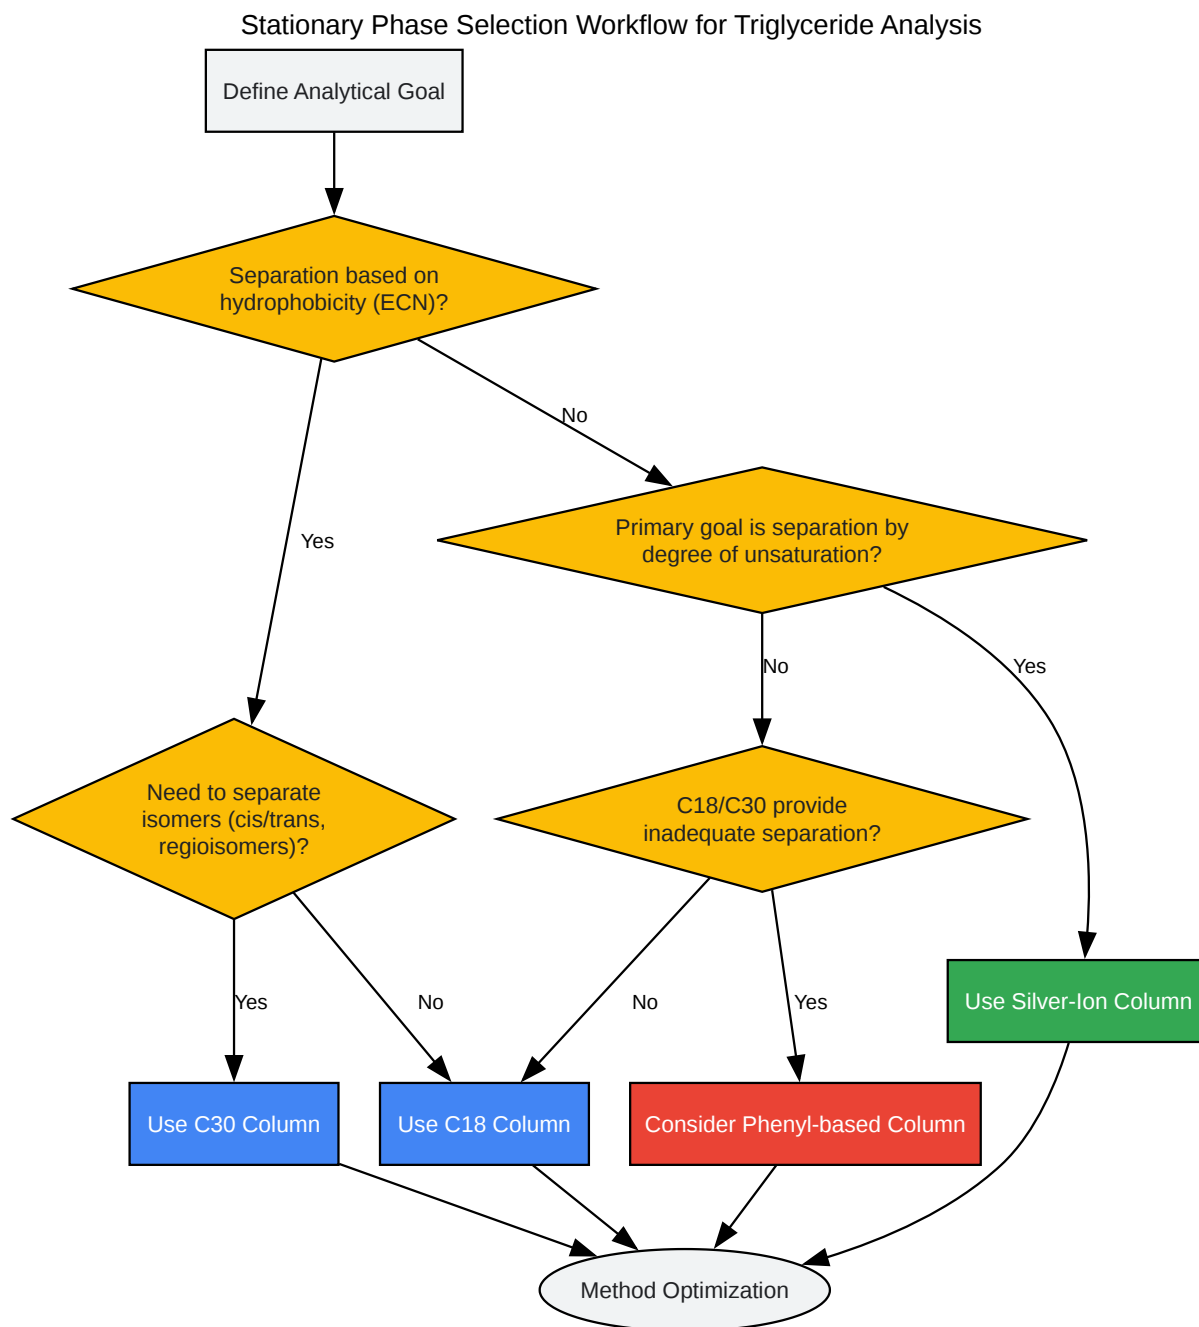 Stationary Phase Selection Workflow for Triglyceride Analysis
Define Analytical Goal
Separation based on
hydrophobicity (ECN)?
No
Yes
Primary goal is separation by
degree of unsaturation?
No
Yes
Need to separate
isomers (cis/trans,
regioisomers)?
C18/C30 provide
inadequate separation?
Yes
No
No
Yes
Use Silver-Ion Column
Use C30 Column
Use C18 Column
Consider Phenyl-based Column
Method Optimization